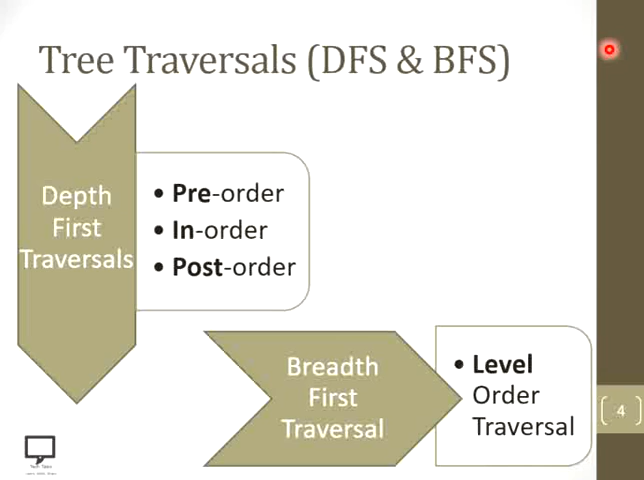 Tree Traversals (DFS & BFS)
Depth
First
Traversals
• Pre-order
• In-order
• Post-order
Breadth
First
Traversal
• Level
Order
Traversal
4